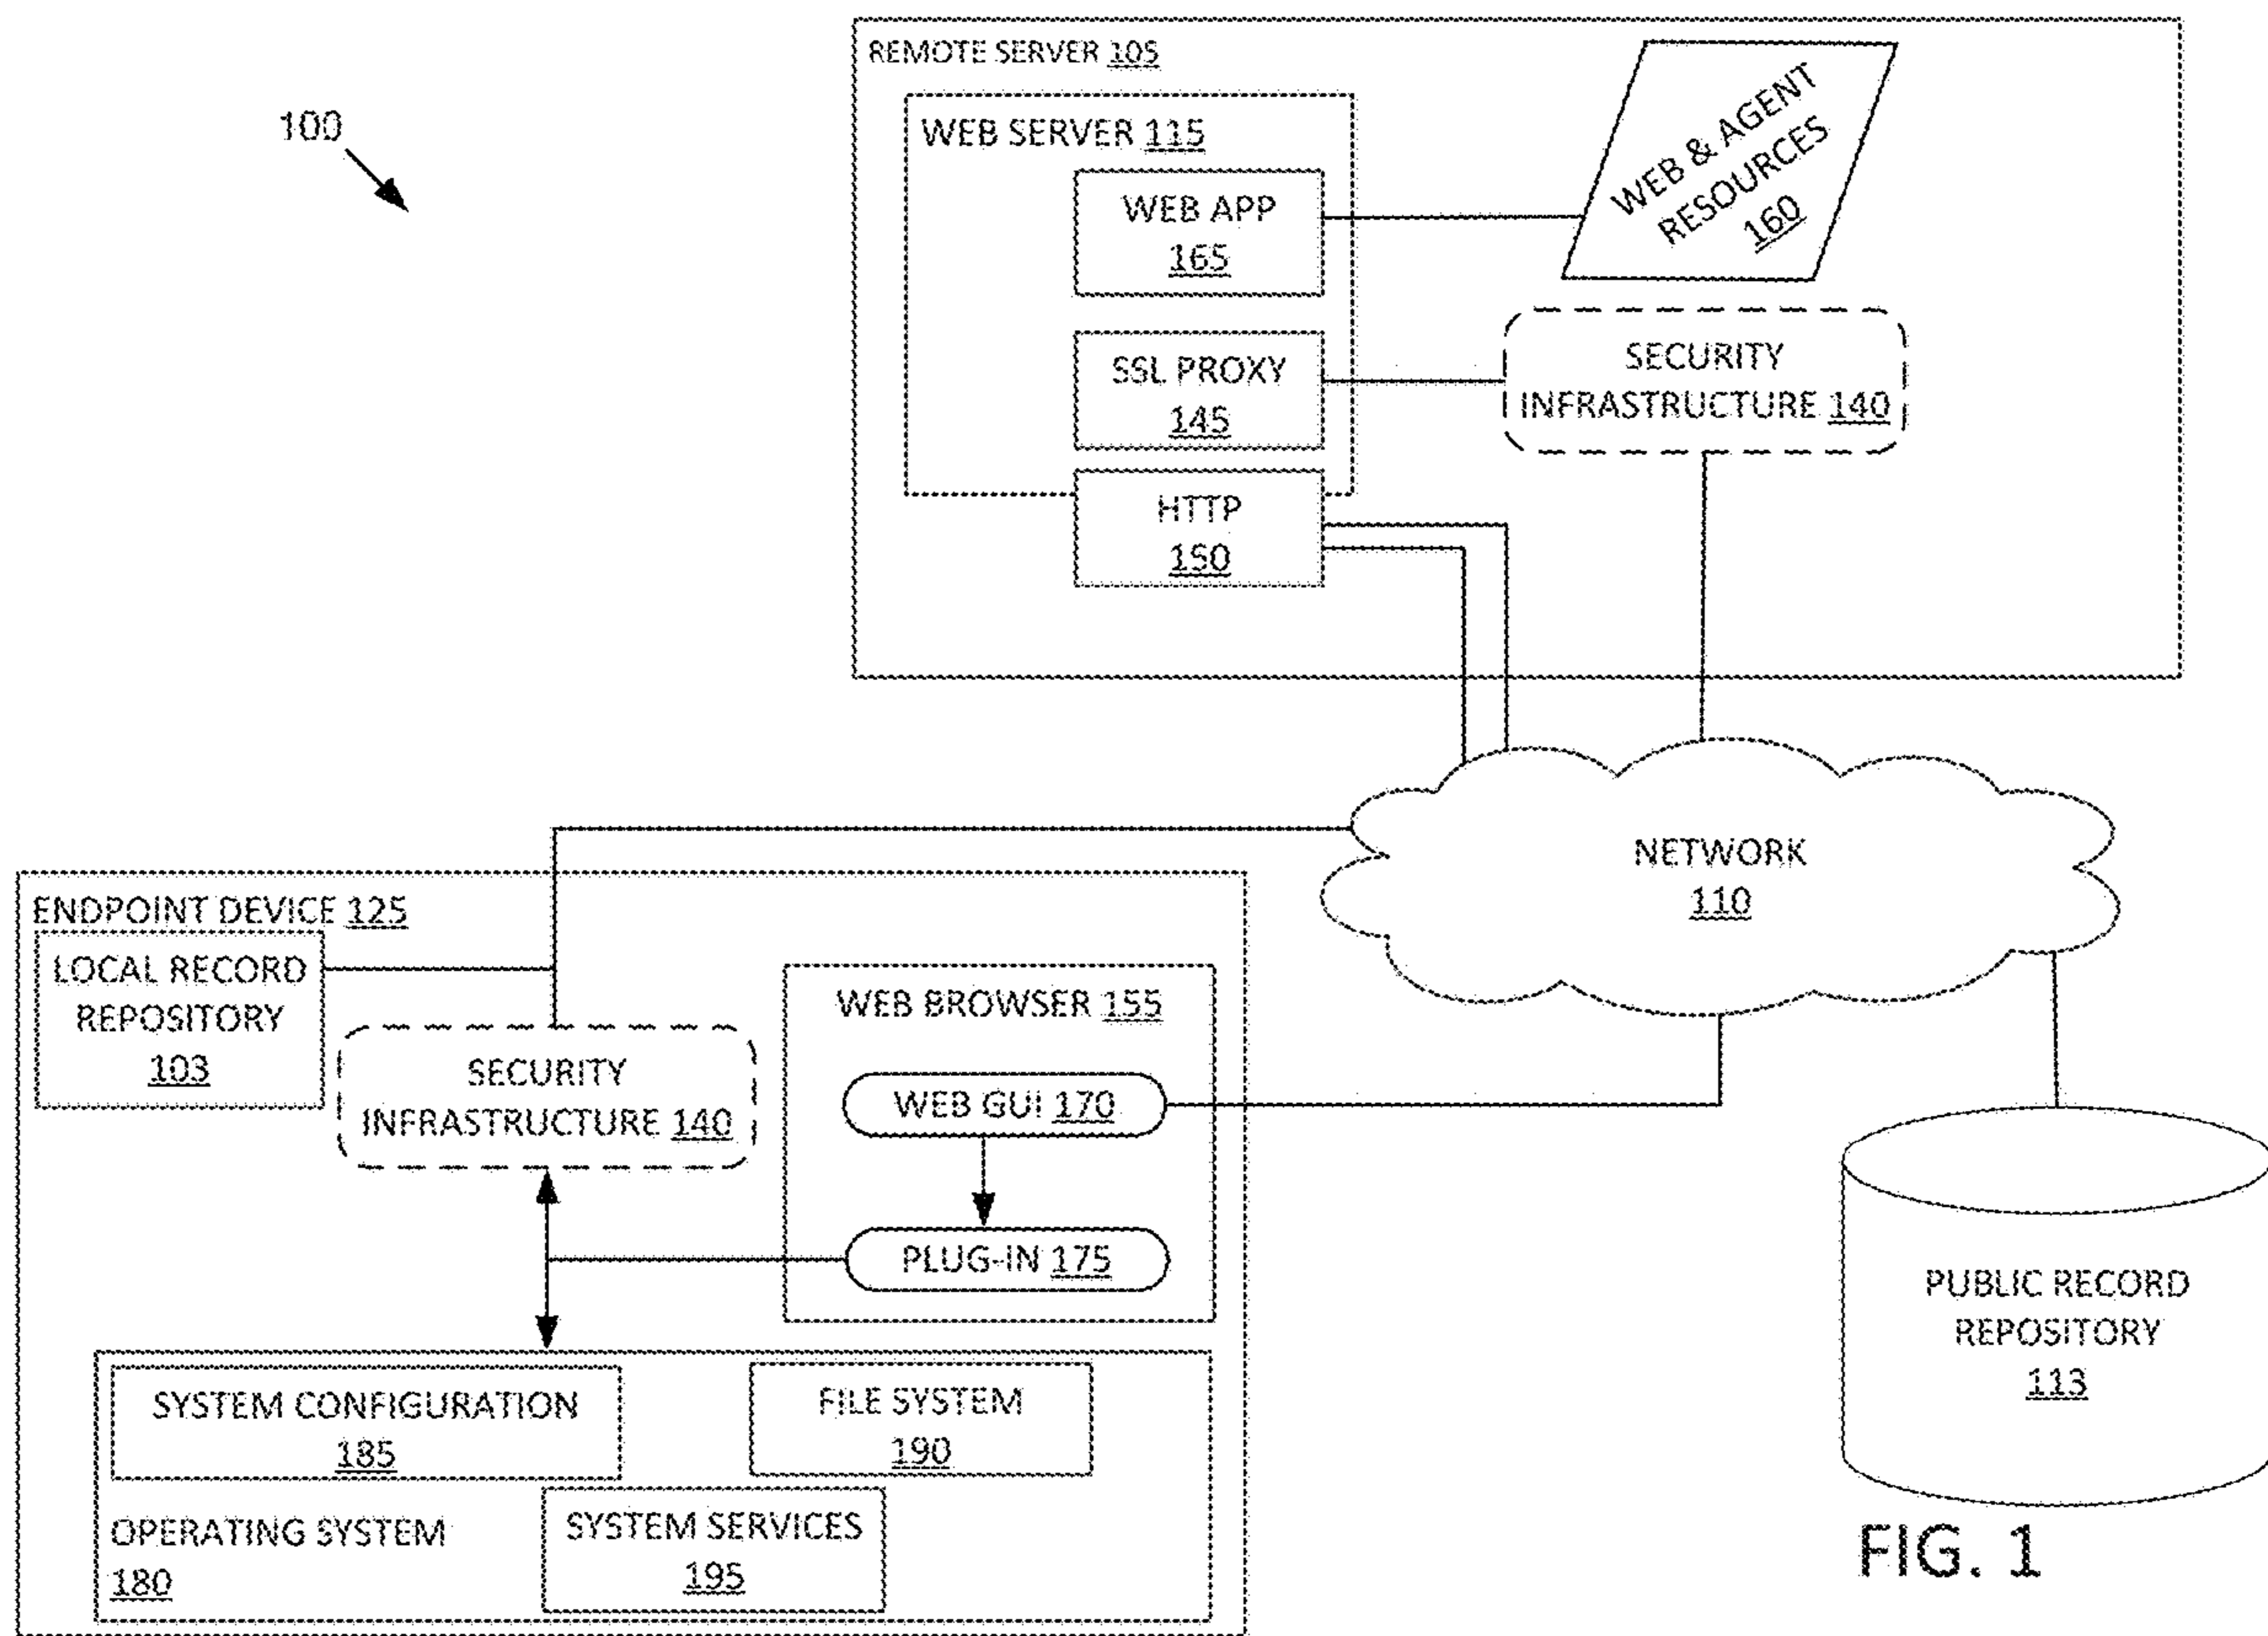 100
REMOTE SERVER 105
WEB SERVER 115
WEB APP
165
WEB & AGENT
RESOURCES
160
SSL PROXY
145
SECURITY
INFRASTRUCTURE 140
HTTP
150
NETWORK
110
ENDPOINT DEVICE 125
LOCAL RECORD
REPOSITORY
103
SECURITY
INFRASTRUCTURE 140
WEB BROWSER 155
WEB GUI 170
PLUG-IN 175
PUBLIC RECORD
REPOSITORY
113
SYSTEM CONFIGURATION
185
FILE SYSTEM
190
OPERATING SYSTEM
180
SYSTEM SERVICES
195
FIG. 1